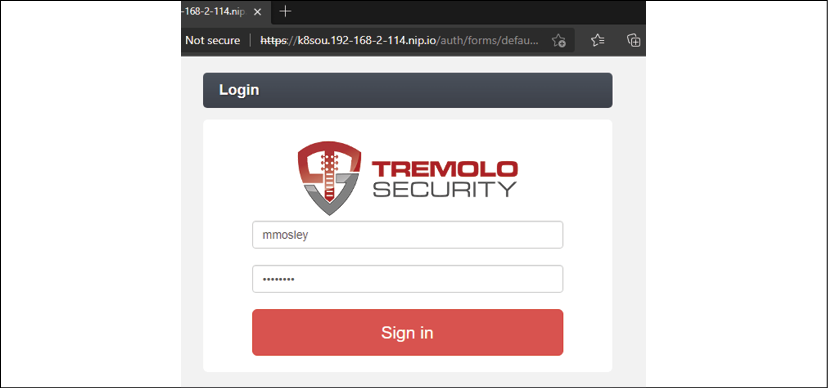 -168-2-114.nip
Not secure https://k8sou.192-168-2-114.nip.io/auth/forms/defau...
Login
TREMOLO
SECURITY
mmosley
••••••••
Sign in